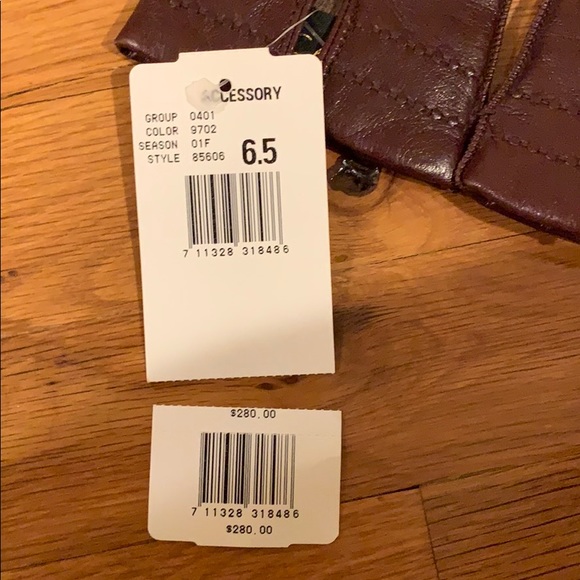 ACCESSORY
GROUP 0401
COLOR 9702
SEASON 01F
STYLE 85606
6.5
7 11328 318486
$280.00
7 11328 318486
$280.00